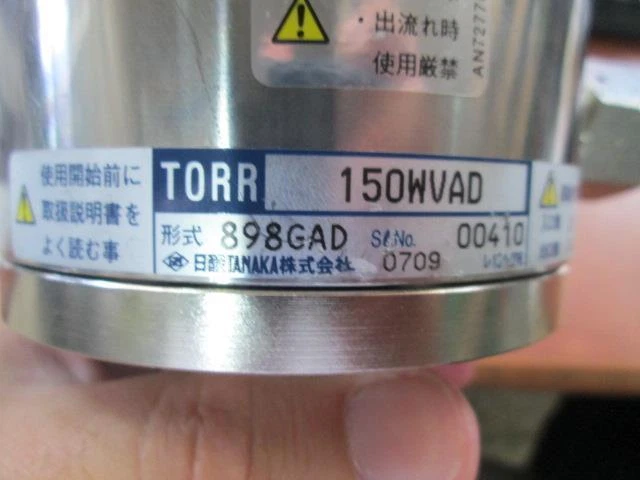 ・出流れ時
使用厳禁
AN7277
使用開始前に
取扱説明書を
よく読む事
TORR 150WVAD
形式 898GAD Sℓ.No. 00410
TANAKA株式会社 0709